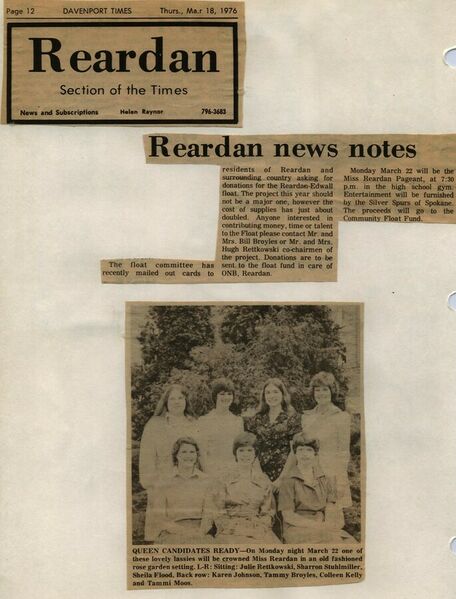 Page 12 DAVENPORT TIMES Thurs., Mar 18, 1976
Reardan
Section of the Times
News and Subscriptions Helen Raynor 796-3683
Reardan news notes
The float committee has
recently mailed out cards to
residents of Reardan and
surrounding country asking for
donations for the Reardan-Edwall
float. The project this year should
not be a major one, however the
cost of supplies has just about
doubled. Anyone interested in
contributing money, time or talent
to the Float please contact Mr. and
Mrs. Bill Broyles or Mr. and Mrs.
Hugh Rettkowski co-chairmen of
the project. Donations are to be
sent to the float fund in care of
ONB, Reardan.
Monday March 22 will be the
Miss Reardan Pageant, at 7:30
p.m. in the high school gym.
Entertainment will be furnished
by the Silver Spurs of Spokane.
The proceeds will go to the
Community Float Fund.
QUEEN CANDIDATES READY—On Monday night March 22 one of
these lovely lassies will be crowned Miss Reardan in an old fashioned
rose garden setting. L-R: Sitting: Julie Rettkowski, Sharron Stuhlmiller,
Sheila Flood. Back row: Karen Johnson, Tammy Broyles, Colleen Kelly
and Tammi Moos.